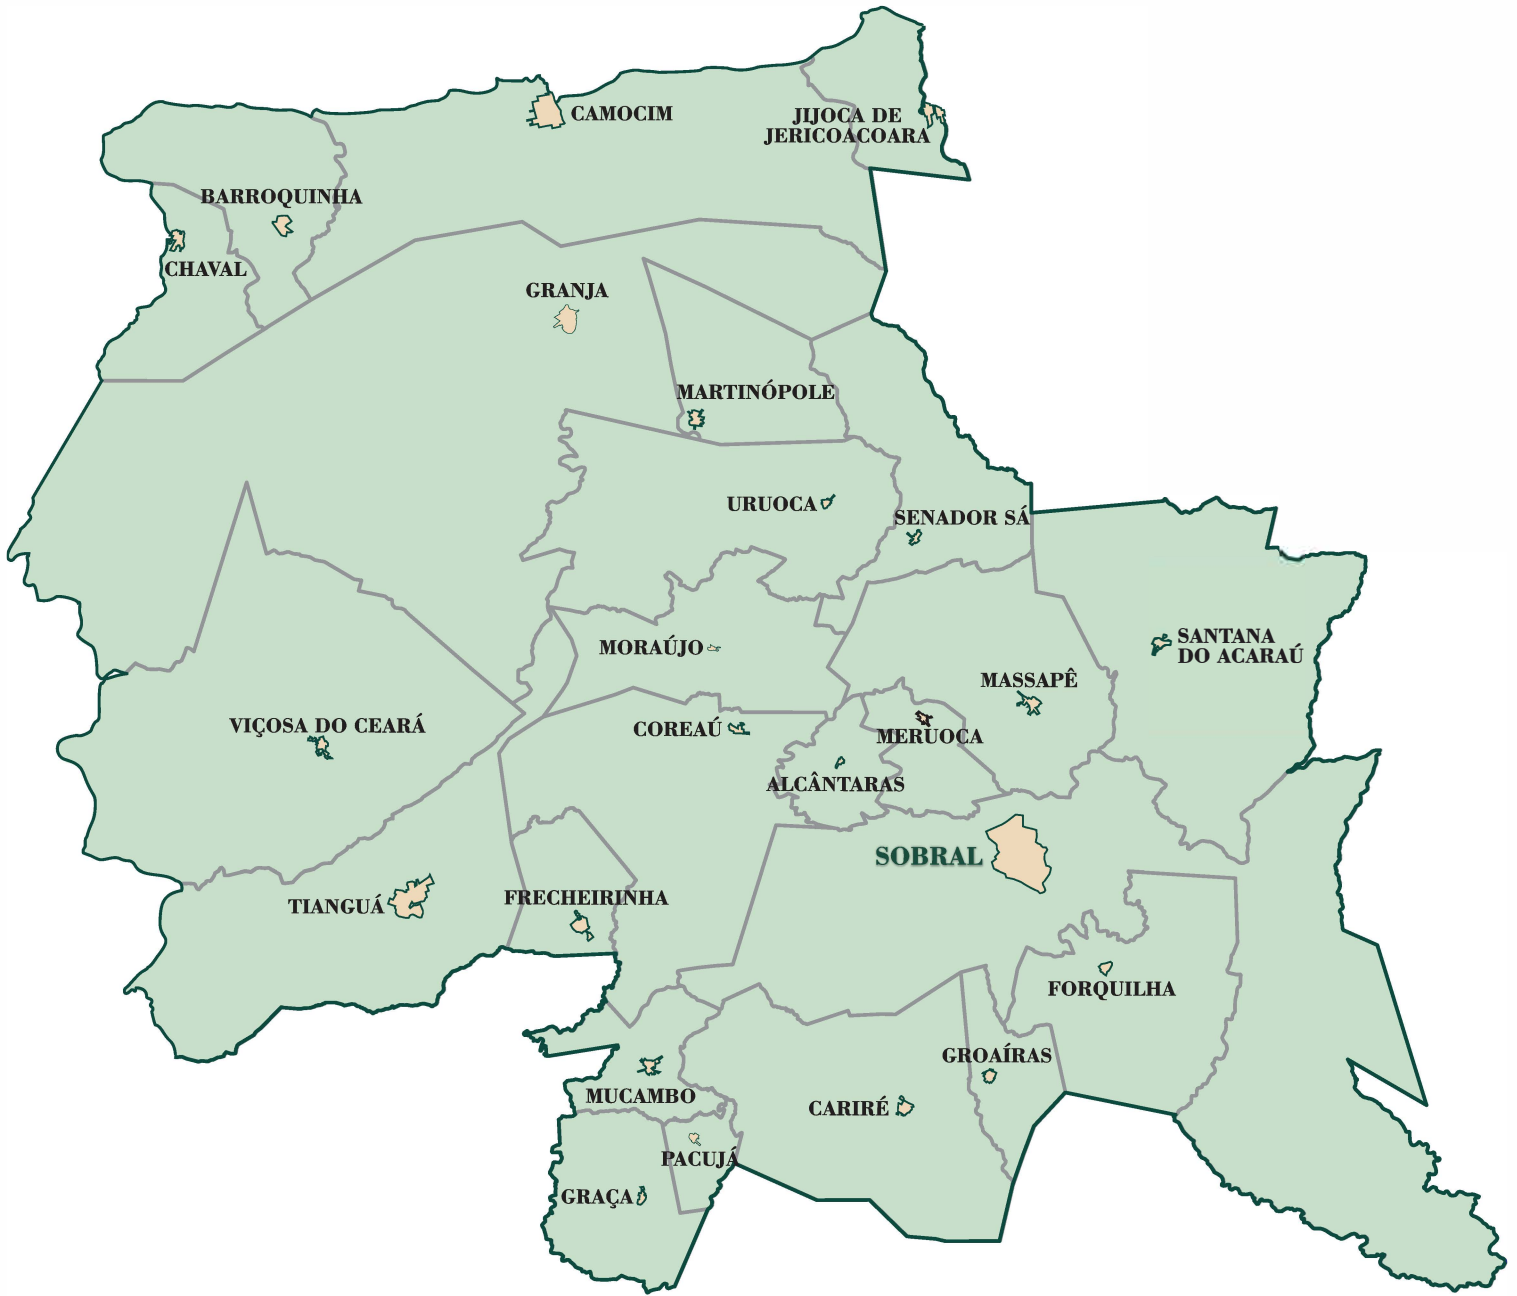 CAMOCIM
JIJOCA DE
JERICOACOARA
BARROQUINHA
CHAVAL
GRANJA
MARTINÓPOLE
URUOCA
SENADOR SÁ
SANTANA
DO ACARAÚ
MORAÚJO
MASSAPÊ
VIÇOSA DO CEARÁ
COREAÚ
MERUOCA
ALCÂNTARAS
SOBRAL
TIANGUÁ
FRECHEIRINHA
FORQUILHA
GROAÍRAS
MUCAMBO
CARIRÉ
PACUJÁ
GRAÇA